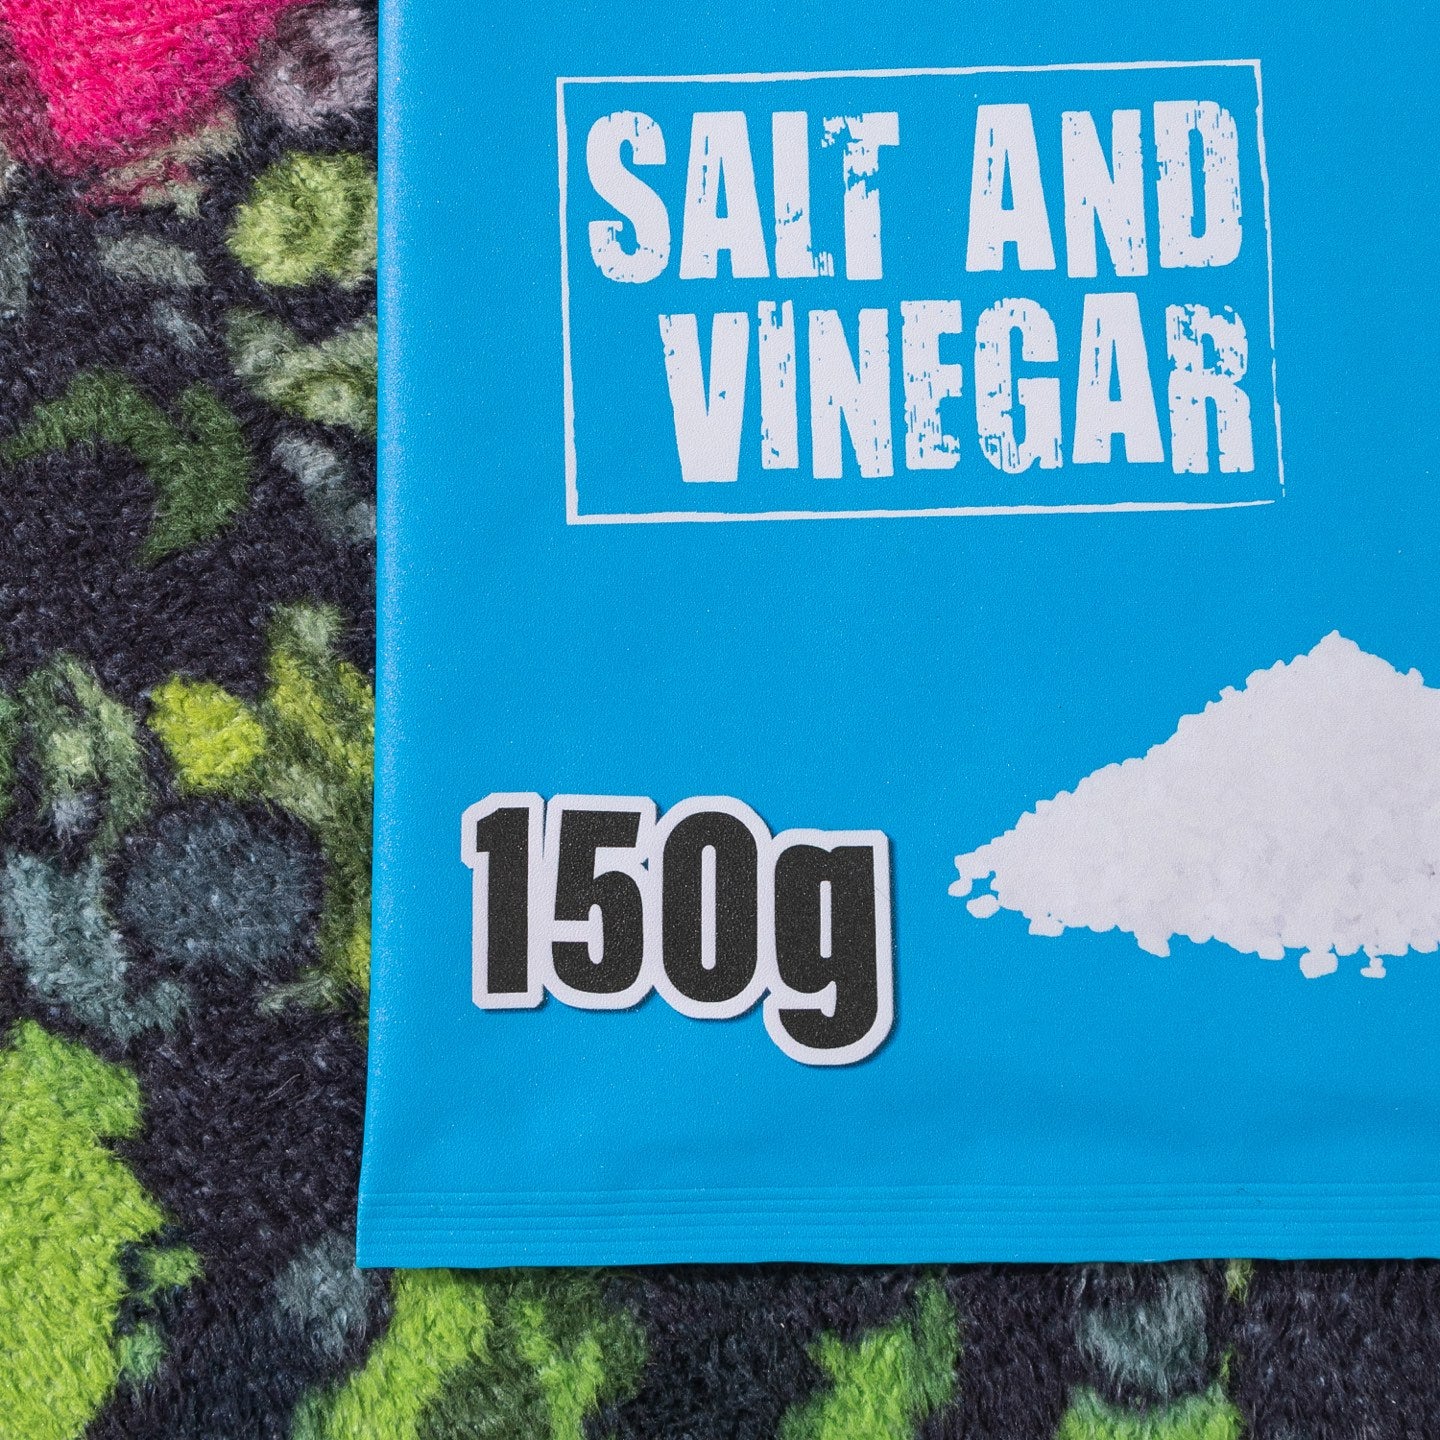 SALT AND
VINEGAR
150g